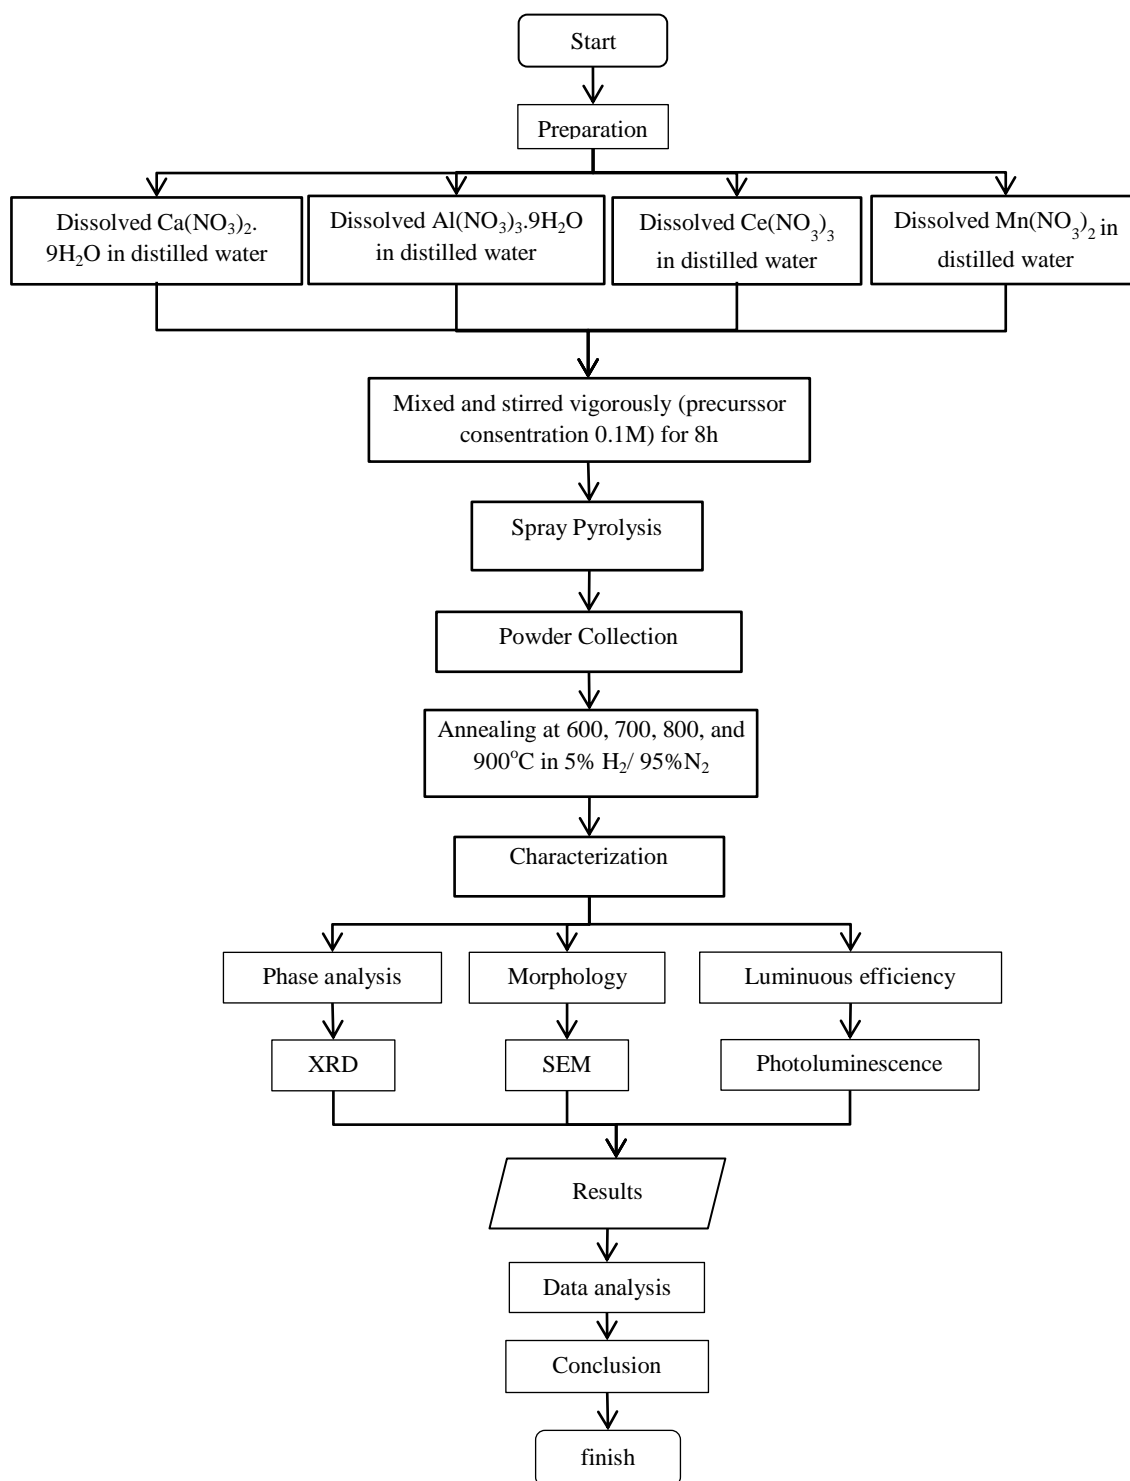 Start
Preparation
Dissolved Ca(NO₃)₂.
9H₂O in distilled water
Dissolved Al(NO₃)₃.9H₂O
in distilled water
Dissolved Ce(NO₃)₃
in distilled water
Dissolved Mn(NO₃)₂ in
distilled water
Mixed and stirred vigorously (precurssor
consentration 0.1M) for 8h
Spray Pyrolysis
Powder Collection
Annealing at 600, 700, 800, and
900°C in 5% H₂/ 95%N₂
Characterization
Phase analysis
Morphology
Luminuous efficiency
XRD
SEM
Photoluminescence
Results
Data analysis
Conclusion
finish